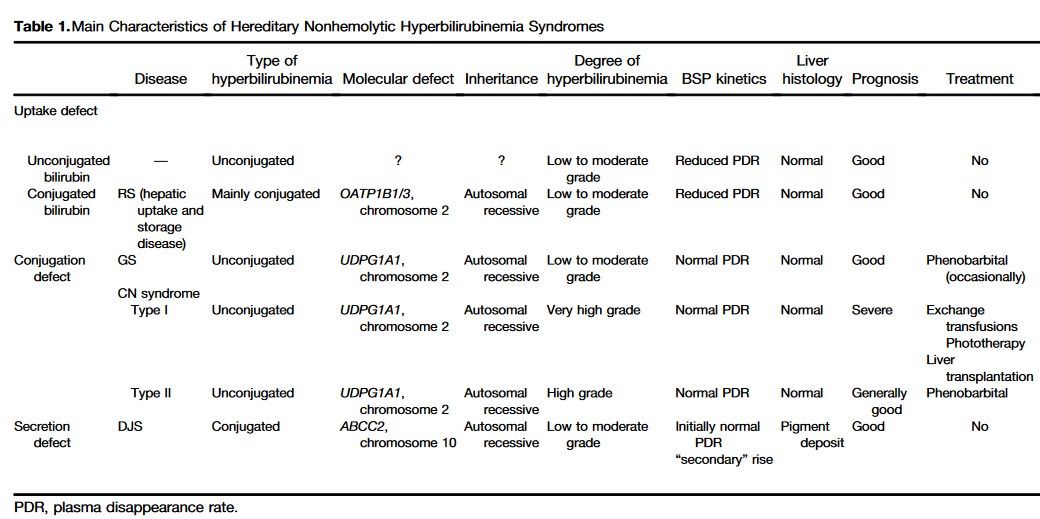 Table 1. Main Characteristics of Hereditary Nonhemolytic Hyperbilirubinemia Syndromes
Type of Degree of Liver
Disease hyperbilirubinemia Molecular defect Inheritance hyperbilirubinemia BSP kinetics histology Prognosis Treatment
Uptake defect
Unconjugated — Unconjugated ? ? Low to moderate Reduced PDR Normal Good No
bilirubin grade
Conjugated RS (hepatic Mainly conjugated OATP1B1/3, Autosomal Low to moderate Reduced PDR Normal Good No
bilirubin uptake and chromosome 2 recessive grade
storage
disease)
Conjugation GS Unconjugated UDPG1A1, Autosomal Low to moderate Normal PDR Normal Good Phenobarbital
defect chromosome 2 recessive grade (occasionally)
CN syndrome
Type I Unconjugated UDPG1A1, Autosomal Very high grade Normal PDR Normal Severe Exchange
chromosome 2 recessive transfusions
Phototherapy
Liver
transplantation
Type II Unconjugated UDPG1A1, Autosomal High grade Normal PDR Normal Generally Phenobarbital
chromosome 2 recessive good
Secretion DJS Conjugated ABCC2, Autosomal Low to moderate Initially normal Pigment Good No
defect chromosome 10 recessive grade PDR deposit
“secondary” rise
PDR, plasma disappearance rate.